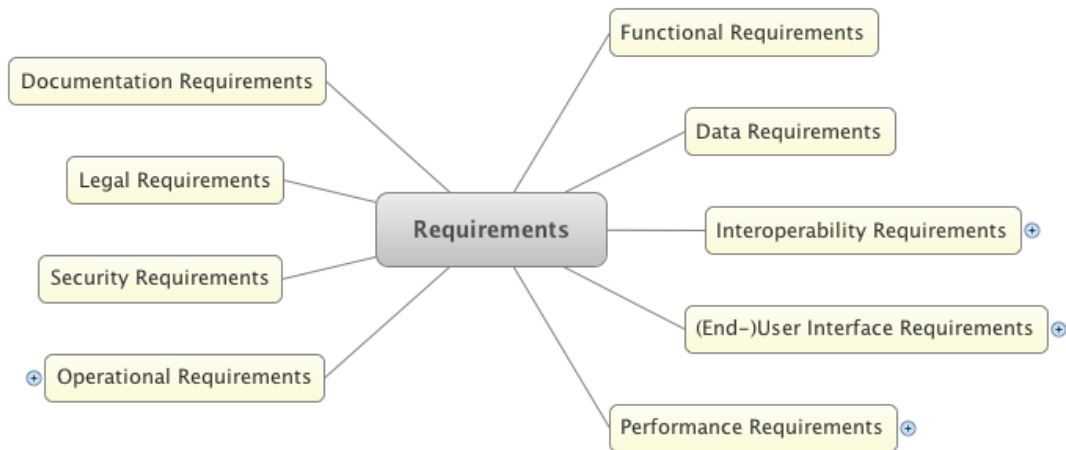 Functional Requirements
Documentation Requirements
Data Requirements
Legal Requirements
Requirements
Interoperability Requirements
Security Requirements
(End-)User Interface Requirements
Operational Requirements
Performance Requirements